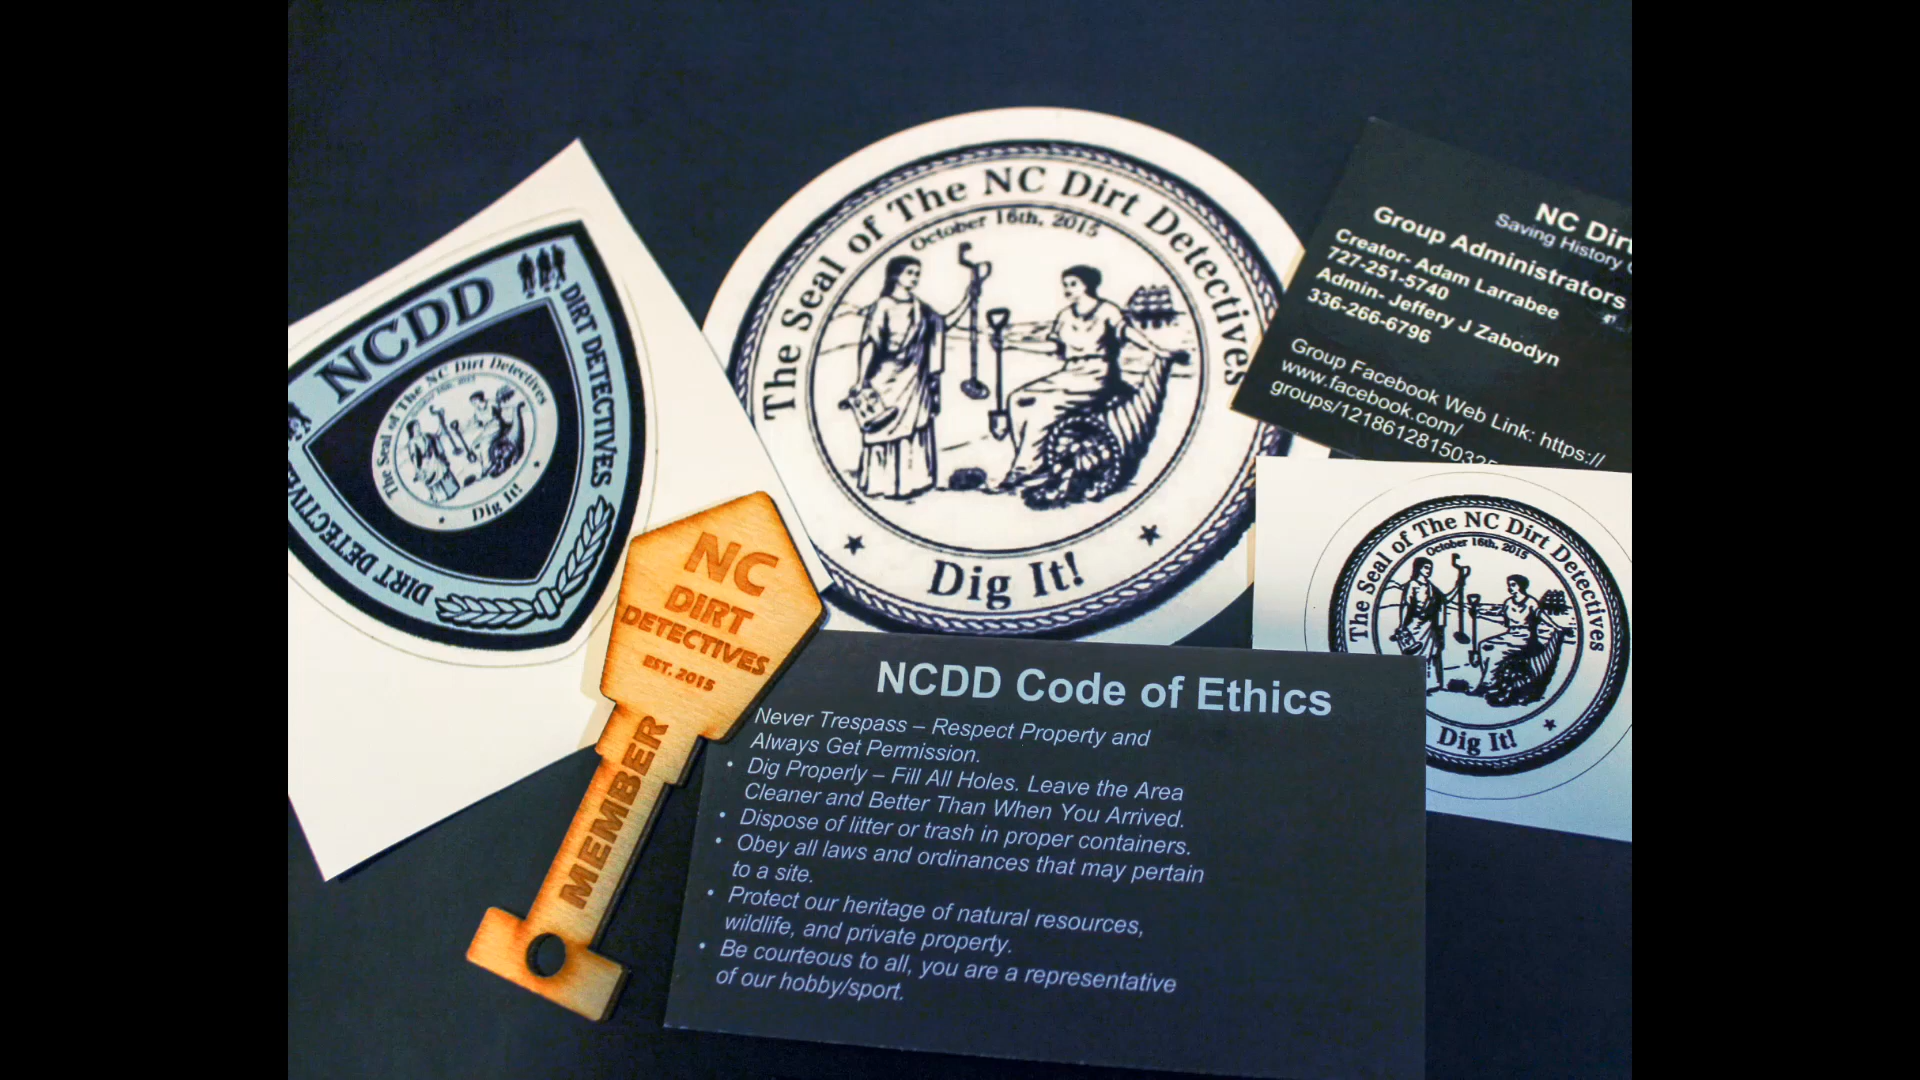 NCDD
DIRT DETECTIVES
DIRT DETECTIVES
The Seal of The NC Dirt Detectives
Dig It!
The Seal of The NC Dirt Detectives
October 16th, 2015
Dig It!
NC
Saving History
Group Administrators
Creator- Adam Larrabee
727-251-5740
Admin- Jeffery J Zabodyn
336-266-6796
Group Facebook Web Link: https://
www.facebook.com/
The Seal of The NC Dirt Detectives
October 16th, 2015
Dig It!
NC
DIRT
DETECTIVES
EST. 2015
MEMBER
NCDD Code of Ethics
Never Trespass – Respect Property and
Always Get Permission.
• Dig Properly – Fill All Holes. Leave the Area
Cleaner and Better Than When You Arrived.
• Dispose of litter or trash in proper containers.
• Obey all laws and ordinances that may pertain
to a site.
• Protect our heritage of natural resources,
wildlife, and private property.
• Be courteous to all, you are a representative
of our hobby/sport.